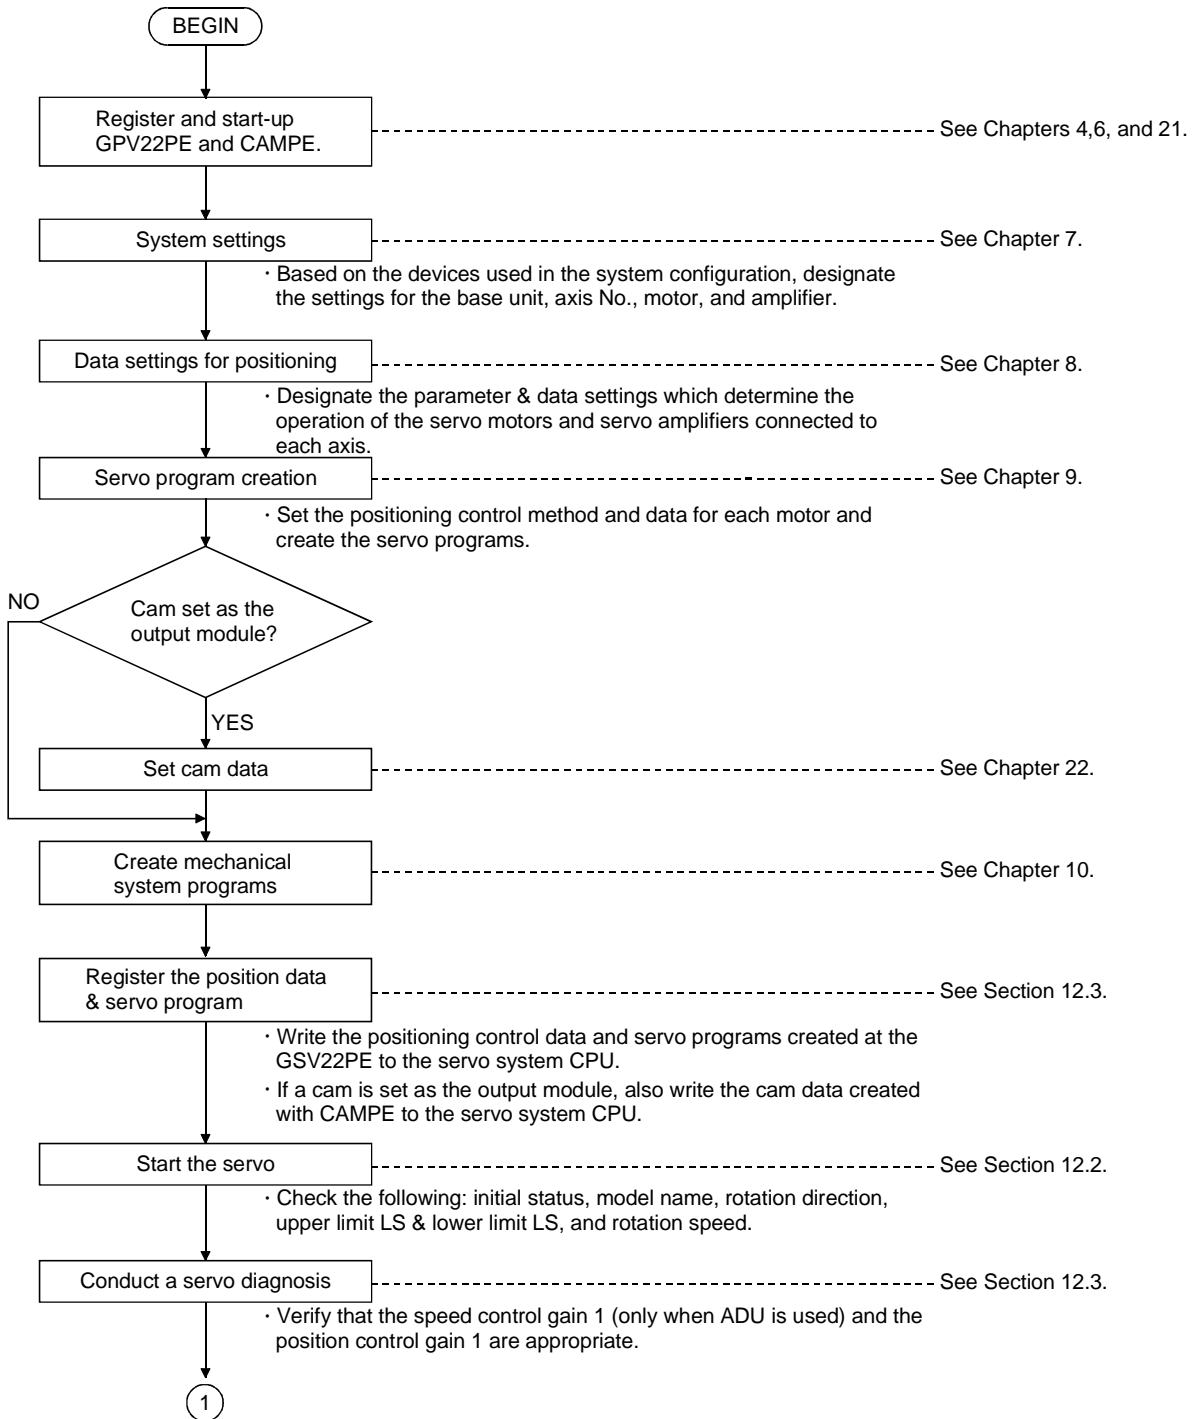 BEGIN
Register and start-up
GPV22PE and CAMPE.
See Chapters 4,6, and 21.
System settings
See Chapter 7.
· Based on the devices used in the system configuration, designate
the settings for the base unit, axis No., motor, and amplifier.
Data settings for positioning
See Chapter 8.
· Designate the parameter & data settings which determine the
operation of the servo motors and servo amplifiers connected to
each axis.
Servo program creation
See Chapter 9.
· Set the positioning control method and data for each motor and
create the servo programs.
NO
Cam set as the
output module?
YES
Set cam data
See Chapter 22.
Create mechanical
system programs
See Chapter 10.
Register the position data
& servo program
See Section 12.3.
· Write the positioning control data and servo programs created at the
GSV22PE to the servo system CPU.
· If a cam is set as the output module, also write the cam data created
with CAMPE to the servo system CPU.
Start the servo
See Section 12.2.
· Check the following: initial status, model name, rotation direction,
upper limit LS & lower limit LS, and rotation speed.
Conduct a servo diagnosis
See Section 12.3.
· Verify that the speed control gain 1 (only when ADU is used) and the
position control gain 1 are appropriate.
1